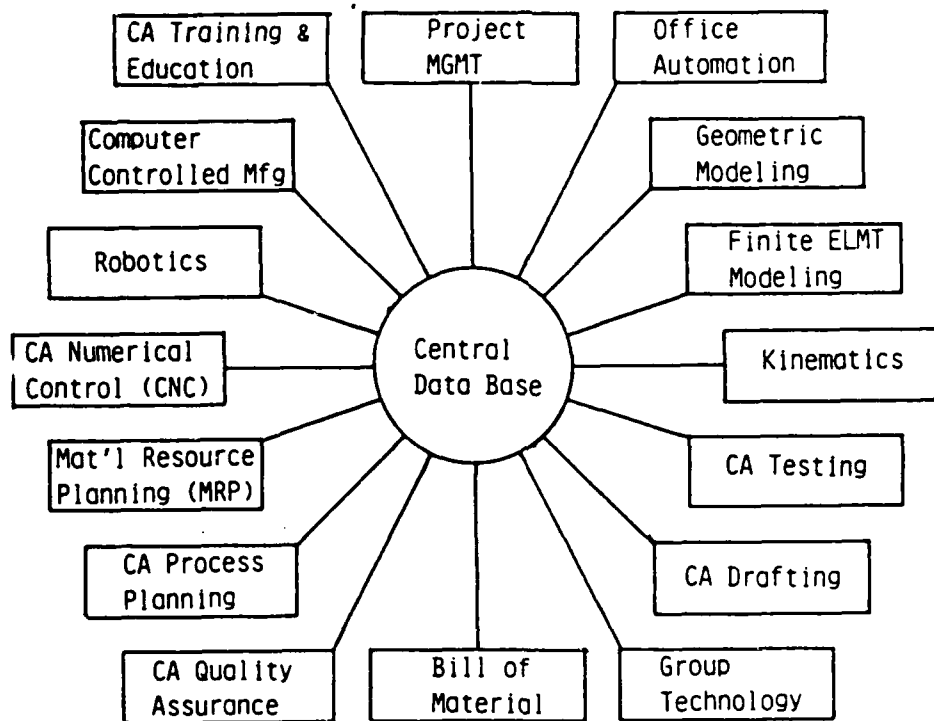 CA Training &
Education
Project
MGMT
Office
Automation
Computer
Controlled Mfg
Geometric
Modeling
Robotics
Finite ELMT
Modeling
CA Numerical
Control (CNC)
Central
Data Base
Kinematics
Mat'l Resource
Planning (MRP)
CA Testing
CA Process
Planning
CA Drafting
CA Quality
Assurance
Bill of
Material
Group
Technology